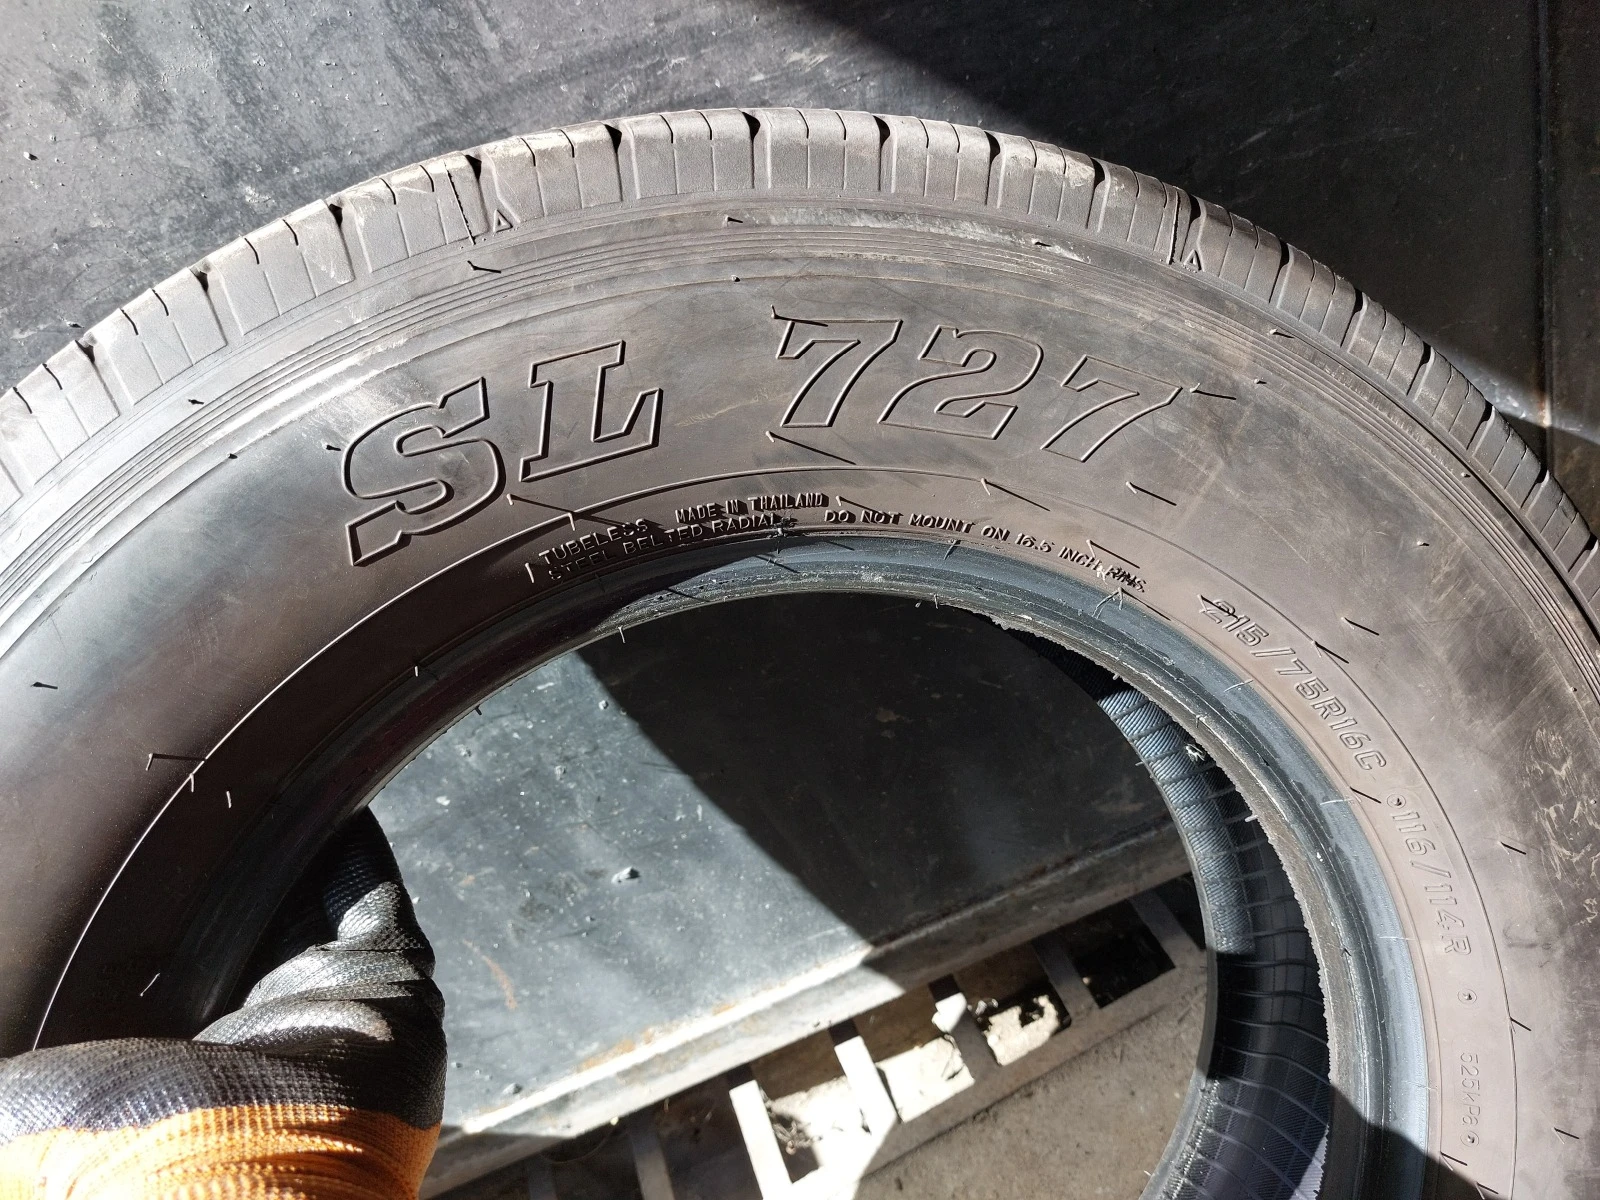 SL 727
TUBELESS
STEEL BELTED RADIAL
MADE IN THAILAND
DO NOT MOUNT ON 16.5 INCH RIMS
215/75R16C 116/114R
525kPa